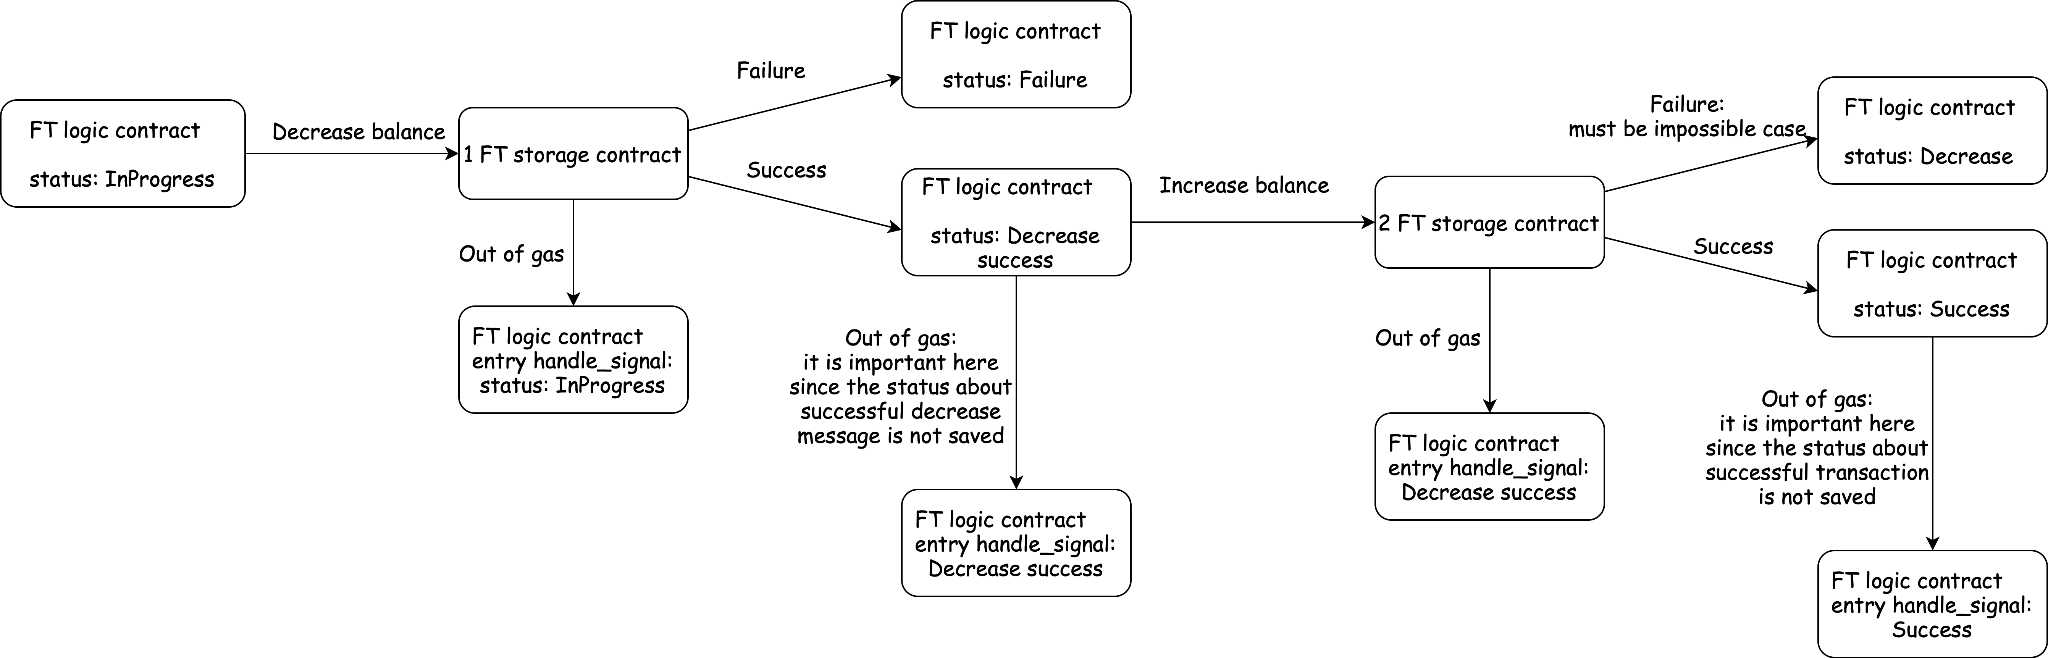 FT logic contract
status: InProgress
Decrease balance
1 FT storage contract
Failure
FT logic contract
status: Failure
Success
FT logic contract
status: Decrease
success
Out of gas
FT logic contract
entry handle_signal:
status: InProgress
Out of gas:
it is important here
since the status about
successful decrease
message is not saved
FT logic contract
entry handle_signal:
Decrease success
Increase balance
2 FT storage contract
Failure:
must be impossible case
FT logic contract
status: Decrease
Success
FT logic contract
status: Success
Out of gas
FT logic contract
entry handle_signal:
Decrease success
Out of gas:
it is important here
since the status about
successful transaction
is not saved
FT logic contract
entry handle_signal:
Success